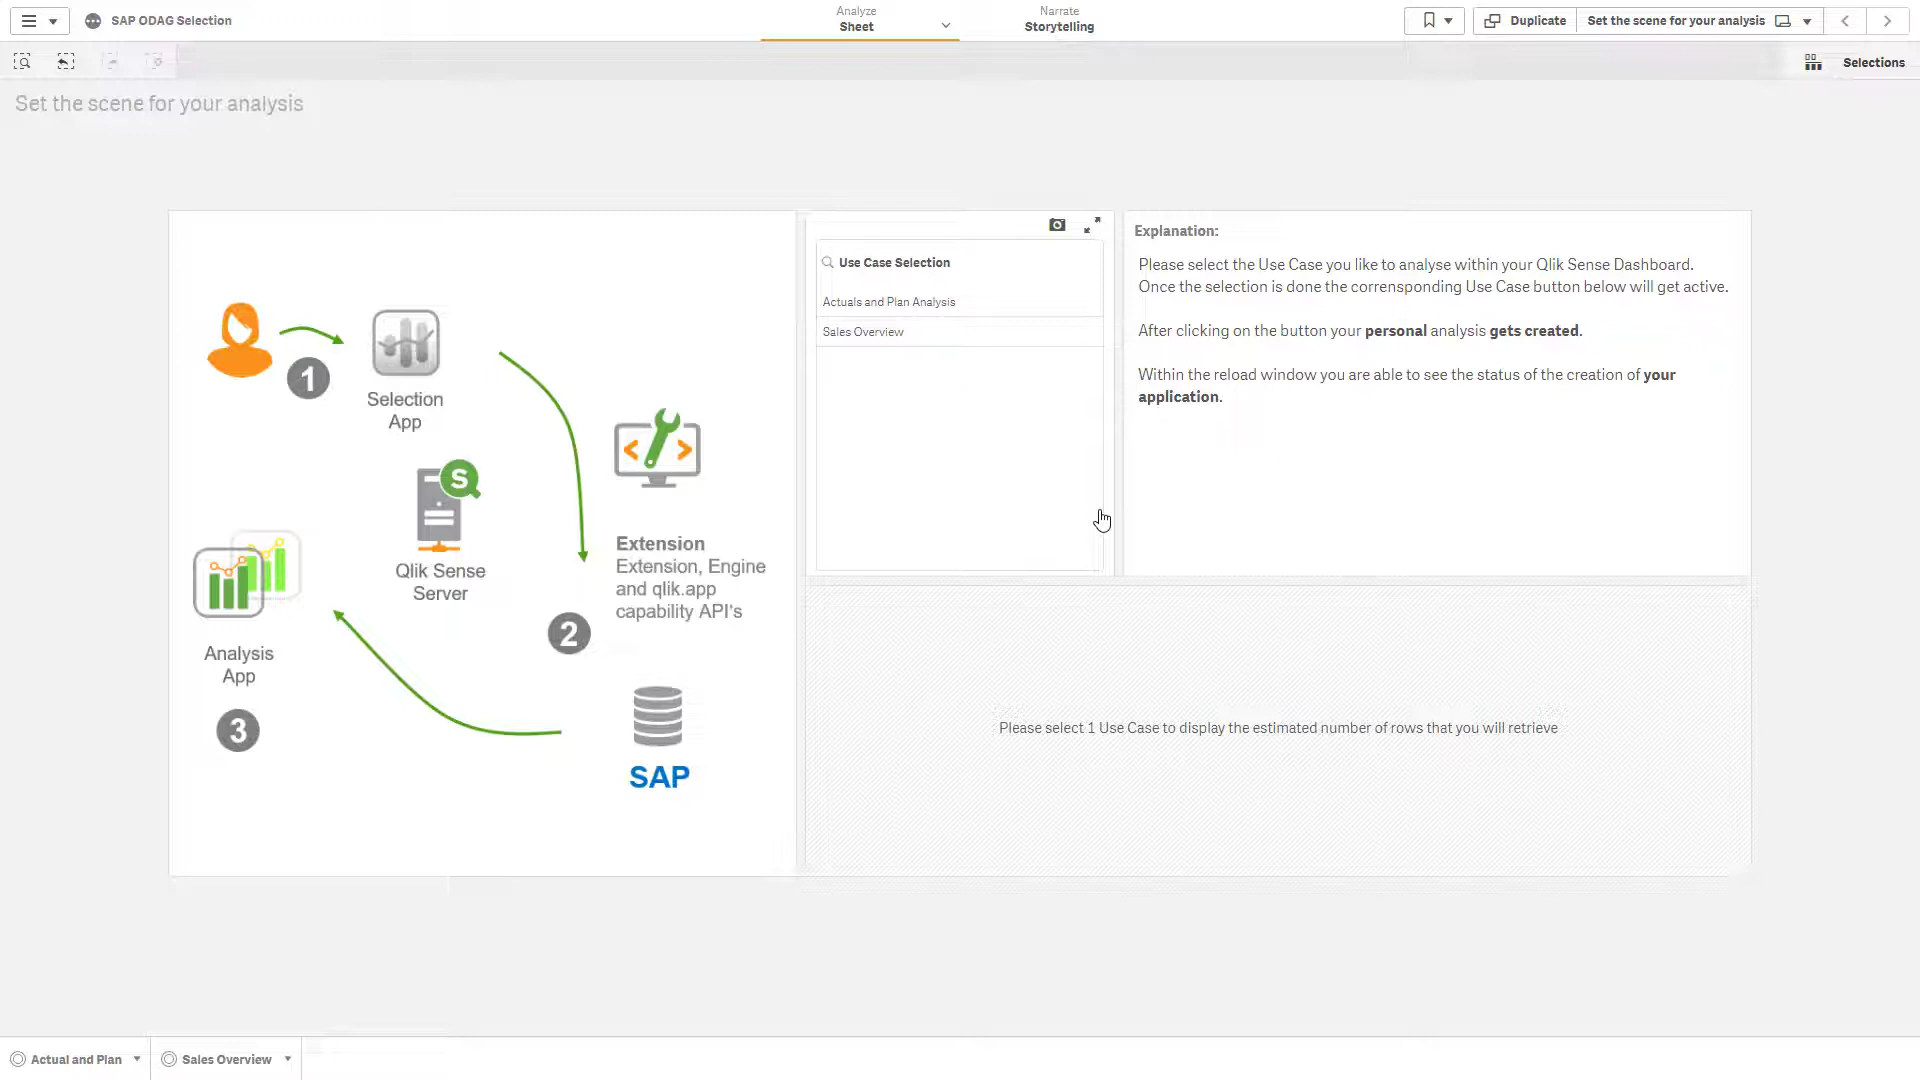 SAP ODAG Selection
Analyze
Sheet
Narrate
Storytelling
Duplicate
Set the scene for your analysis
Selections
Set the scene for your analysis
1
Selection
App
S
Qlik Sense
Server
Extension
Extension, Engine
and qlik.app
capability API's
2
Analysis
App
3
SAP
Use Case Selection
Actuals and Plan Analysis
Sales Overview
Explanation:
Please select the Use Case you like to analyse within your Qlik Sense Dashboard.
Once the selection is done the corrensponding Use Case button below will get active.
After clicking on the button your personal analysis gets created.
Within the reload window you are able to see the status of the creation of your
application.
Please select 1 Use Case to display the estimated number of rows that you will retrieve
Actual and Plan
Sales Overview